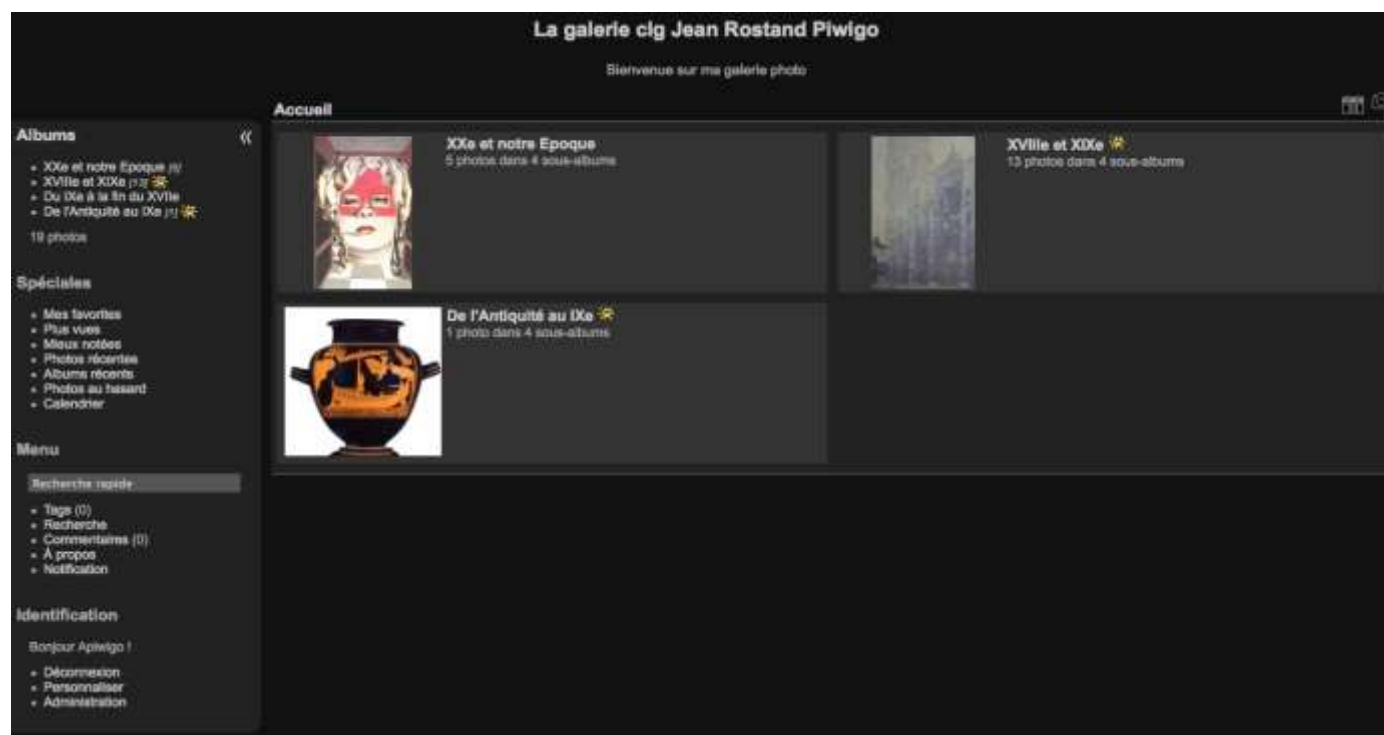 La galerie clg Jean Rostand Piwigo
Bienvenue sur ma galerie photo
Accueil
Albums
XXe et notre Epoque [5]
XVIIIe et XIXe [13]
Du IXe à la fin du XVIIe
De l'Antiquité au IXe [1]
19 photos
Spéciales
Mes favorites
Plus vues
Mieux notées
Photos récentes
Albums récents
Photos au hasard
Calendrier
Menu
Recherche rapide
Tags (0)
Recherche
Commentaires (0)
À propos
Notification
Identification
Bonjour Apiwigo !
Déconnexion
Personnaliser
Administration
XXe et notre Epoque
5 photos dans 4 sous-albums
XVIIIe et XIXe
13 photos dans 4 sous-albums
De l'Antiquité au IXe
1 photo dans 4 sous-albums